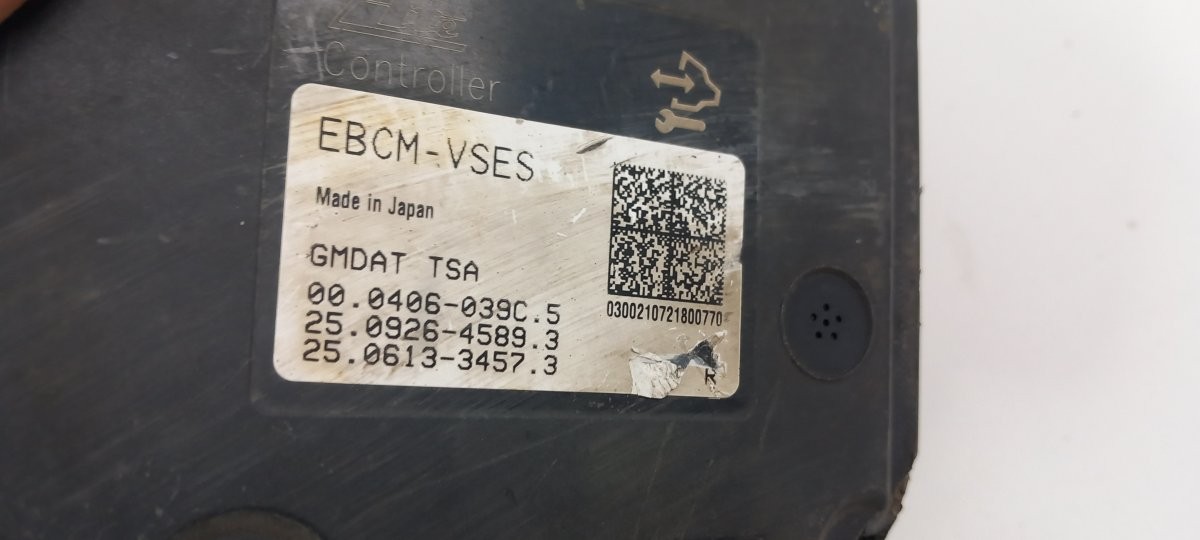 Controller
EBCM-VSES
Made in Japan
GMDAT TSA
00.0406-039C.5
25.0926-4589.3
25.0613-3457.3
0300210721800770
R